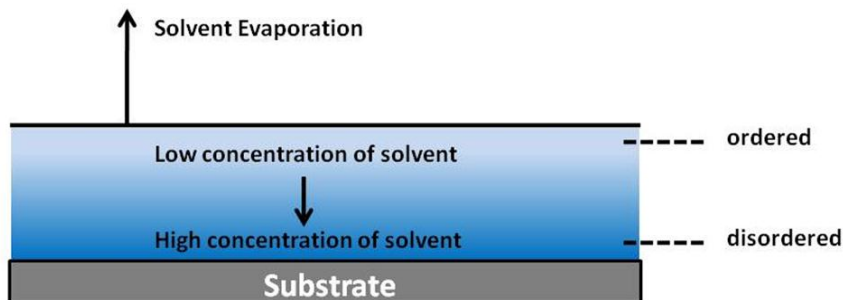 Solvent Evaporation
ordered
Low concentration of solvent
High concentration of solvent
disordered
Substrate